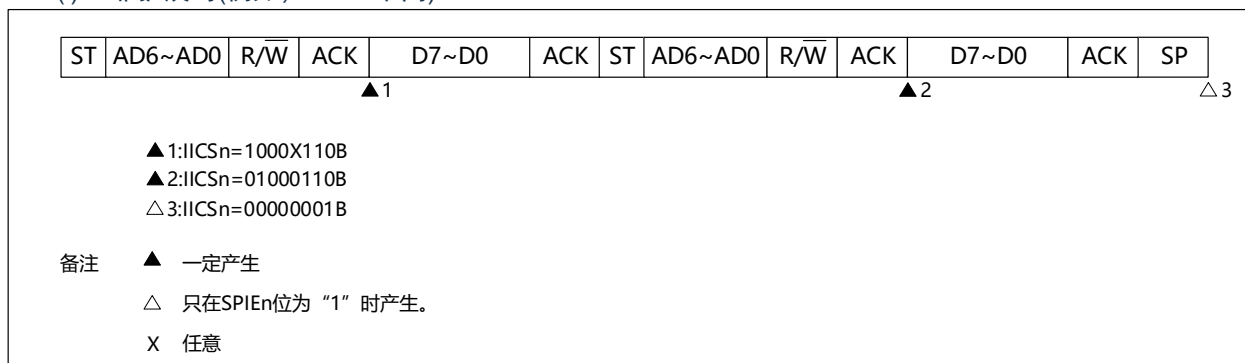 ST AD6~AD0 R/W̅ ACK D7~D0 ACK ST AD6~AD0 R/W̅ ACK D7~D0 ACK SP
▲1 ▲2 △3
▲1:IICSn=1000X110B
▲2:IICSn=01000110B
△3:IICSn=00000001B
备注 ▲ 一定产生
△ 只在SPIEn位为“1”时产生。
X 任意